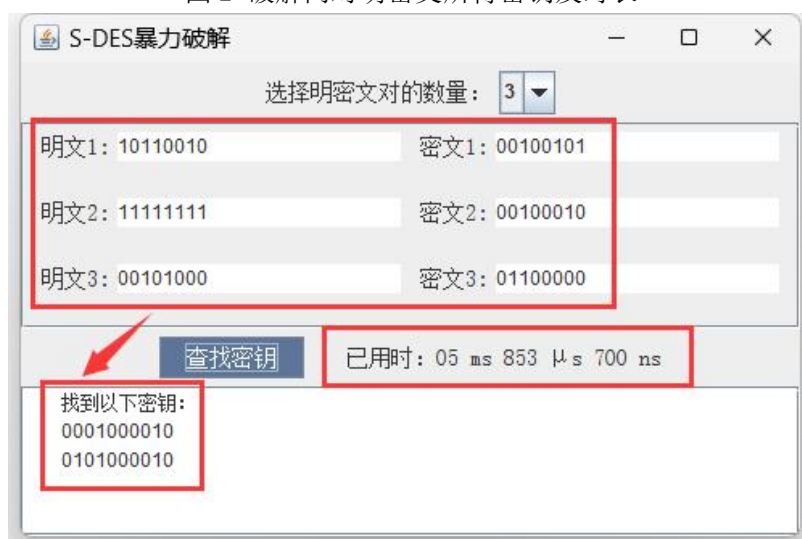 S-DES暴力破解
选择明密文对的数量： 3
明文1: 10110010 密文1: 00100101
明文2: 11111111 密文2: 00100010
明文3: 00101000 密文3: 01100000
查找密钥 已用时: 05 ms 853 μs 700 ns
找到以下密钥:
0001000010
0101000010